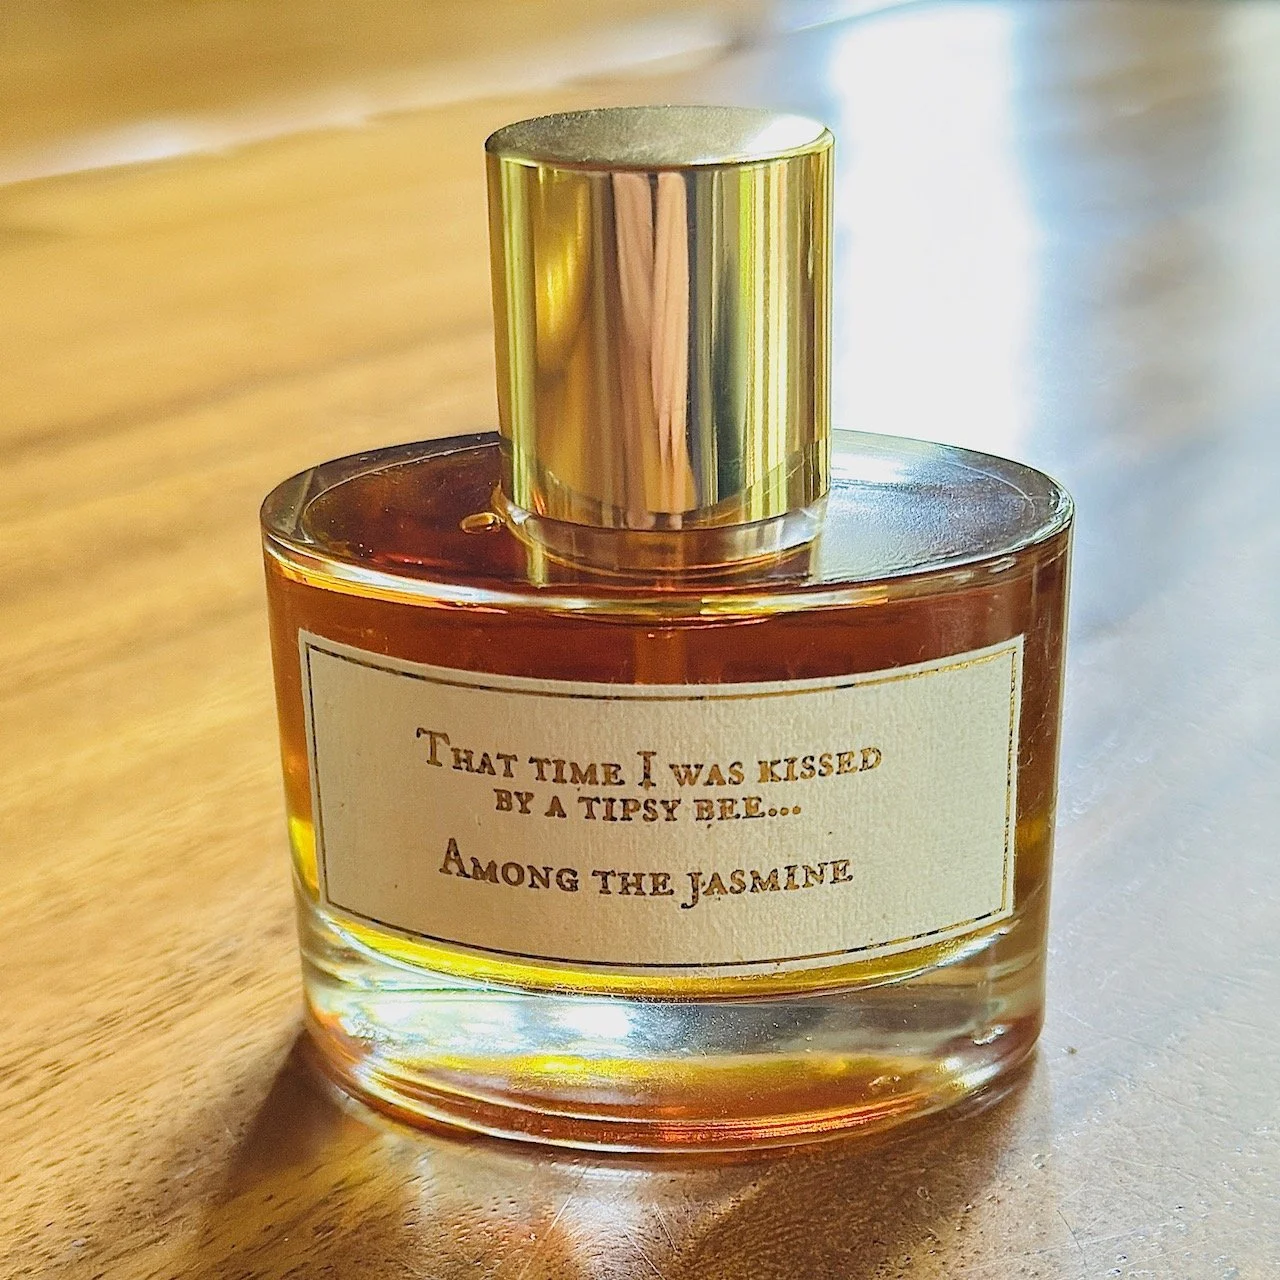 That time I was kissed
by a tipsy bee...
Among the jasmine